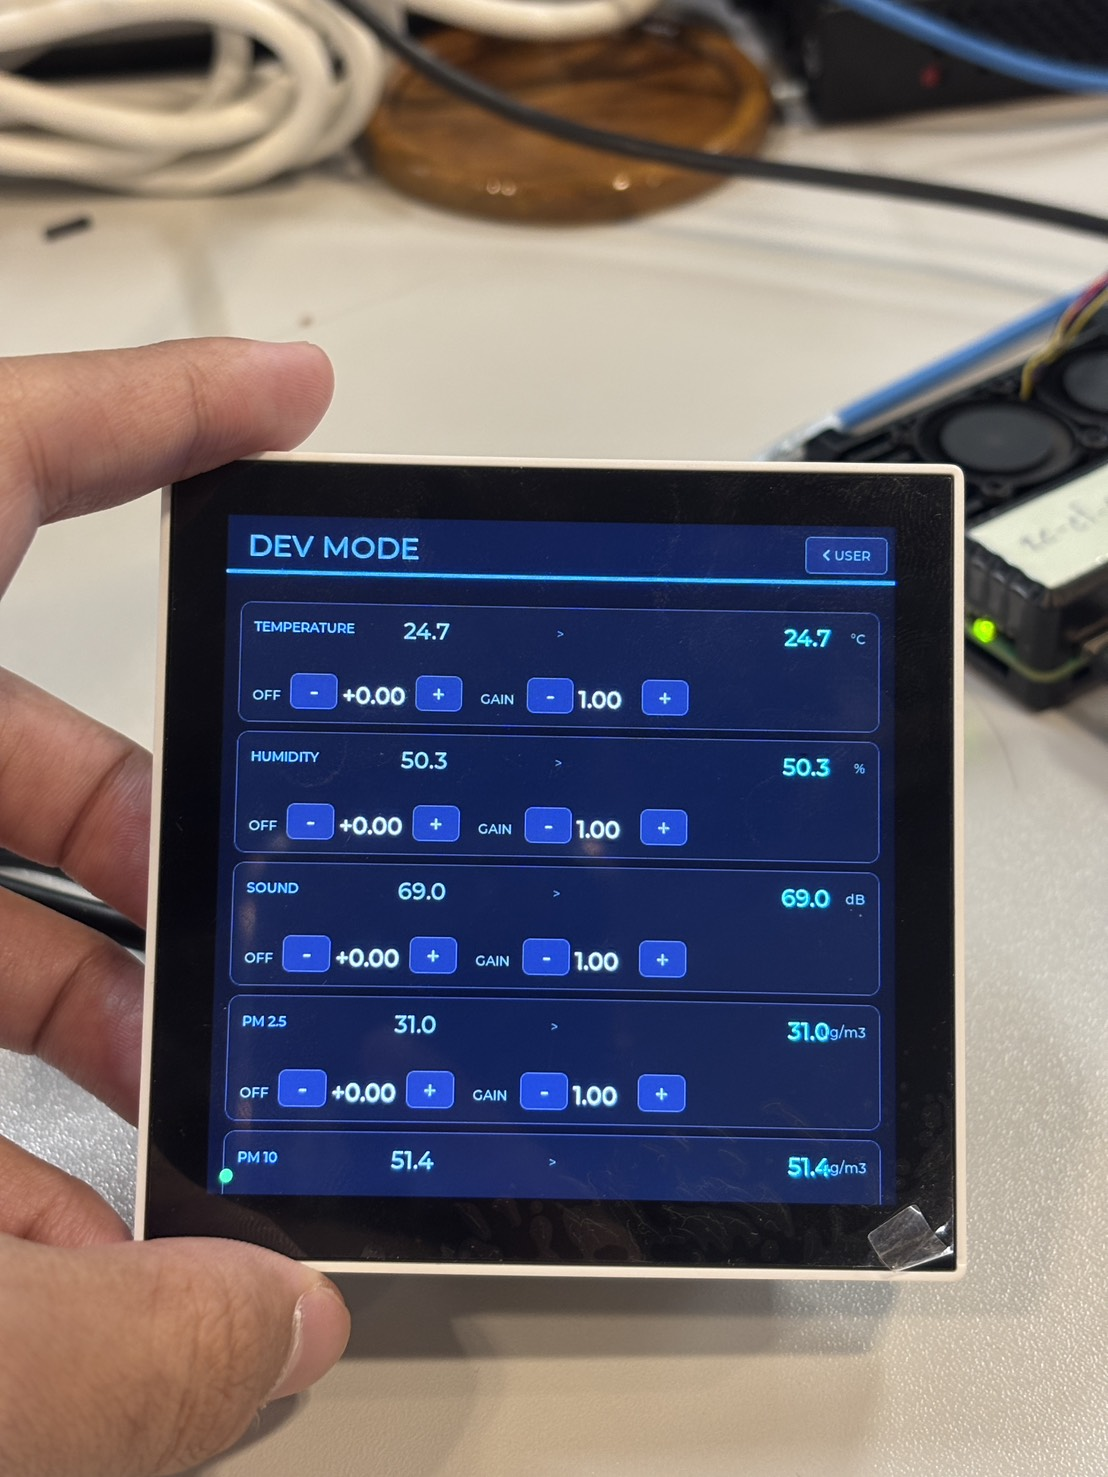 DEV MODE
< USER
TEMPERATURE 24.7 > 24.7 °C
OFF - +0.00 + GAIN - 1.00 +
HUMIDITY 50.3 > 50.3 %
OFF - +0.00 + GAIN - 1.00 +
SOUND 69.0 > 69.0 dB
OFF - +0.00 + GAIN - 1.00 +
PM 2.5 31.0 > 31.0 g/m3
OFF - +0.00 + GAIN - 1.00 +
PM 10 51.4 > 51.4 g/m3